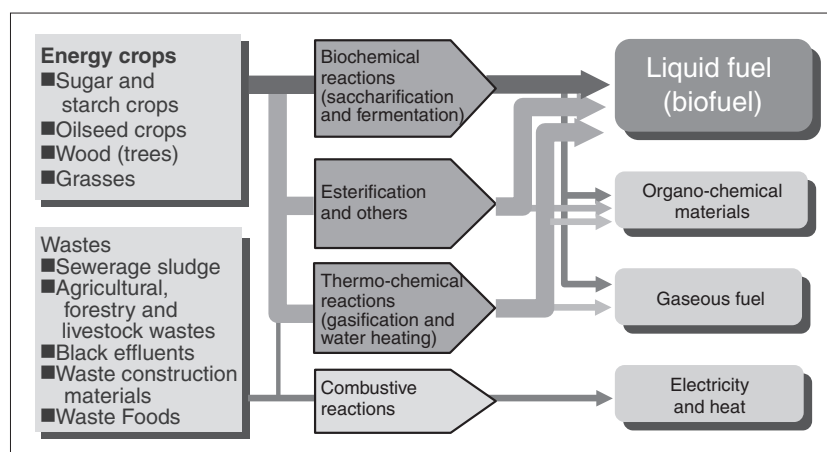 Energy crops
■Sugar and
starch crops
■Oilseed crops
■Wood (trees)
■Grasses
Wastes
■Sewerage sludge
■Agricultural,
forestry and
livestock wastes
■Black effluents
■Waste construction
materials
■Waste Foods
Biochemical
reactions
(saccharification
and fermentation)
Esterification
and others
Thermo-chemical
reactions
(gasification and
water heating)
Combustive
reactions
Liquid fuel
(biofuel)
Organo-chemical
materials
Gaseous fuel
Electricity
and heat